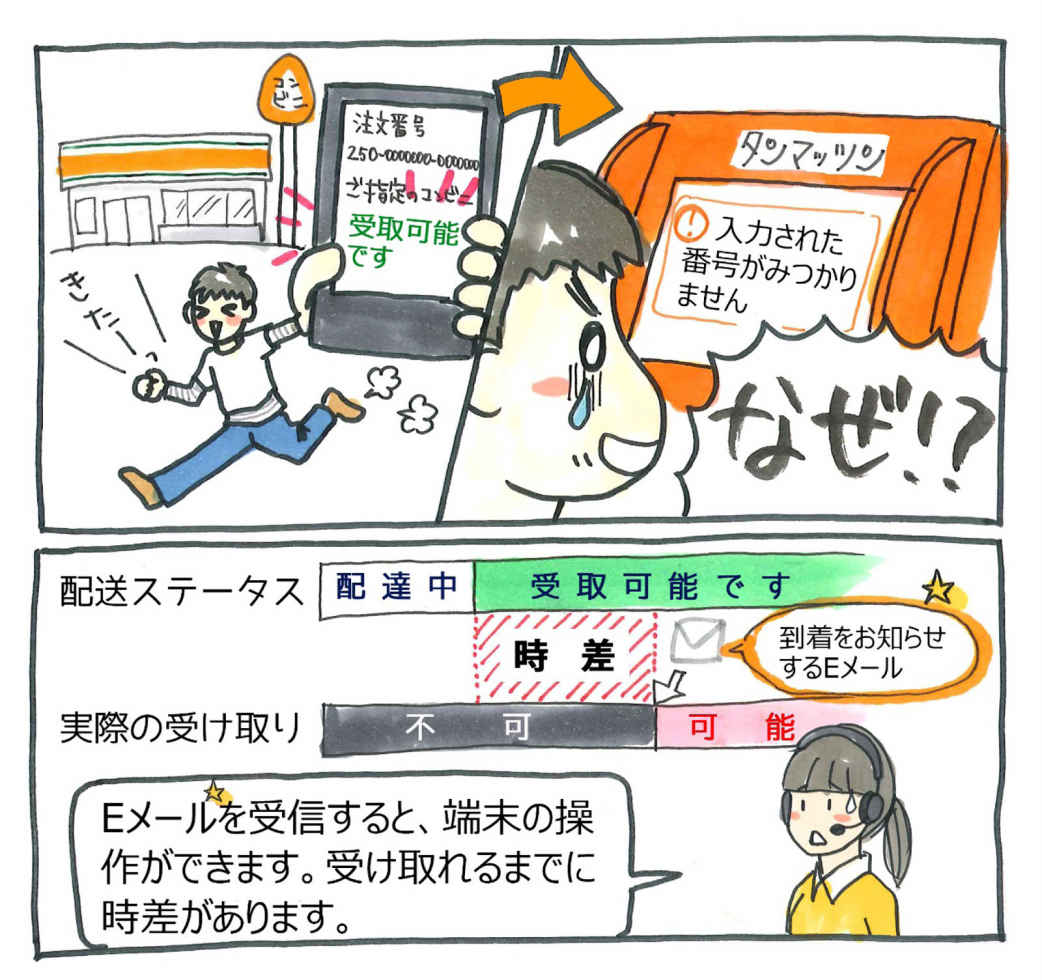 コン
ビニ
注文番号
250-0000000-0000000
ご指定のコンビニ
受取可能
です
きたーっ
タンマッツン
入力された
番号がみつかり
ません
なぜ!?
配送ステータス 配達中 受取可能です
時差
到着をお知らせ
するEメール
実際の受け取り 不可 可能
Eメールを受信すると、端末の操
作ができます。受け取れるまでに
時差があります。